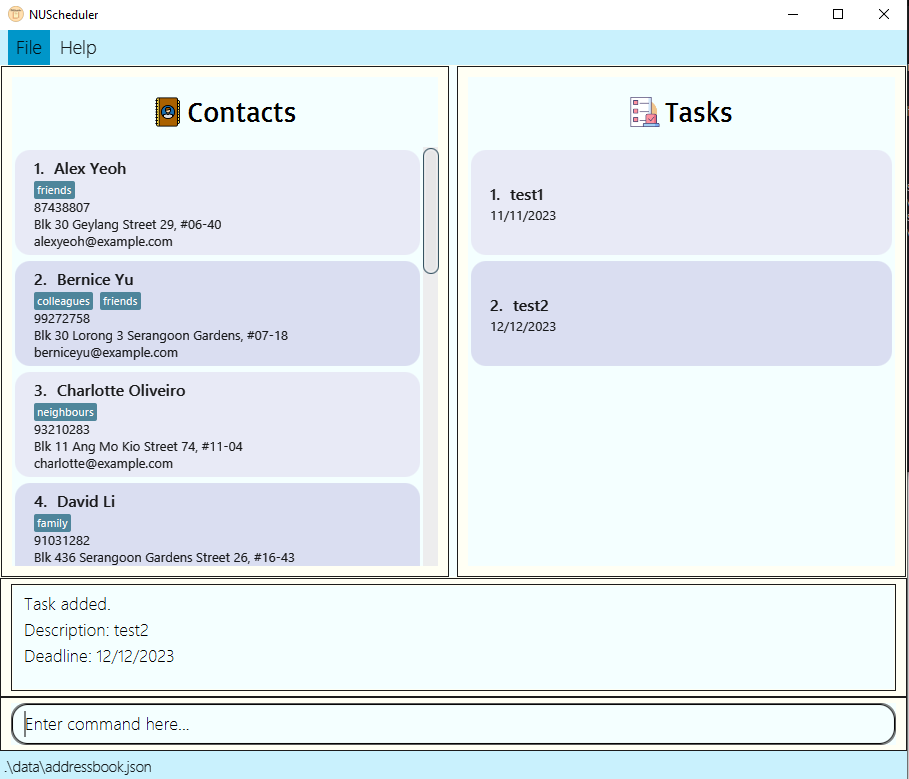 NUScheduler
File Help
Contacts
1. Alex Yeoh
friends
87438807
Blk 30 Geylang Street 29, #06-40
alexyeoh@example.com
2. Bernice Yu
colleagues friends
99272758
Blk 30 Lorong 3 Serangoon Gardens, #07-18
berniceyu@example.com
3. Charlotte Oliveiro
neighbours
93210283
Blk 11 Ang Mo Kio Street 74, #11-04
charlotte@example.com
4. David Li
family
91031282
Blk 436 Serangoon Gardens Street 26, #16-43
Tasks
1. test1
11/11/2023
2. test2
12/12/2023
Task added.
Description: test2
Deadline: 12/12/2023
Enter command here...
.\data\addressbook.json